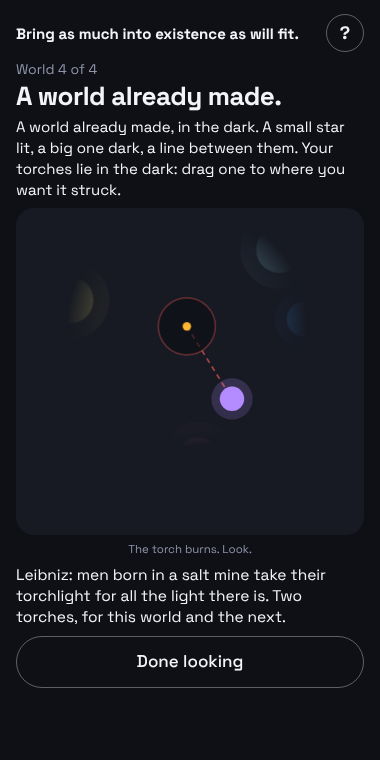 Bring as much into existence as will fit.
?
World 4 of 4
A world already made.
A world already made, in the dark. A small star
lit, a big one dark, a line between them. Your
torches lie in the dark: drag one to where you
want it struck.
The torch burns. Look.
Leibniz: men born in a salt mine take their
torchlight for all the light there is. Two
torches, for this world and the next.
Done looking